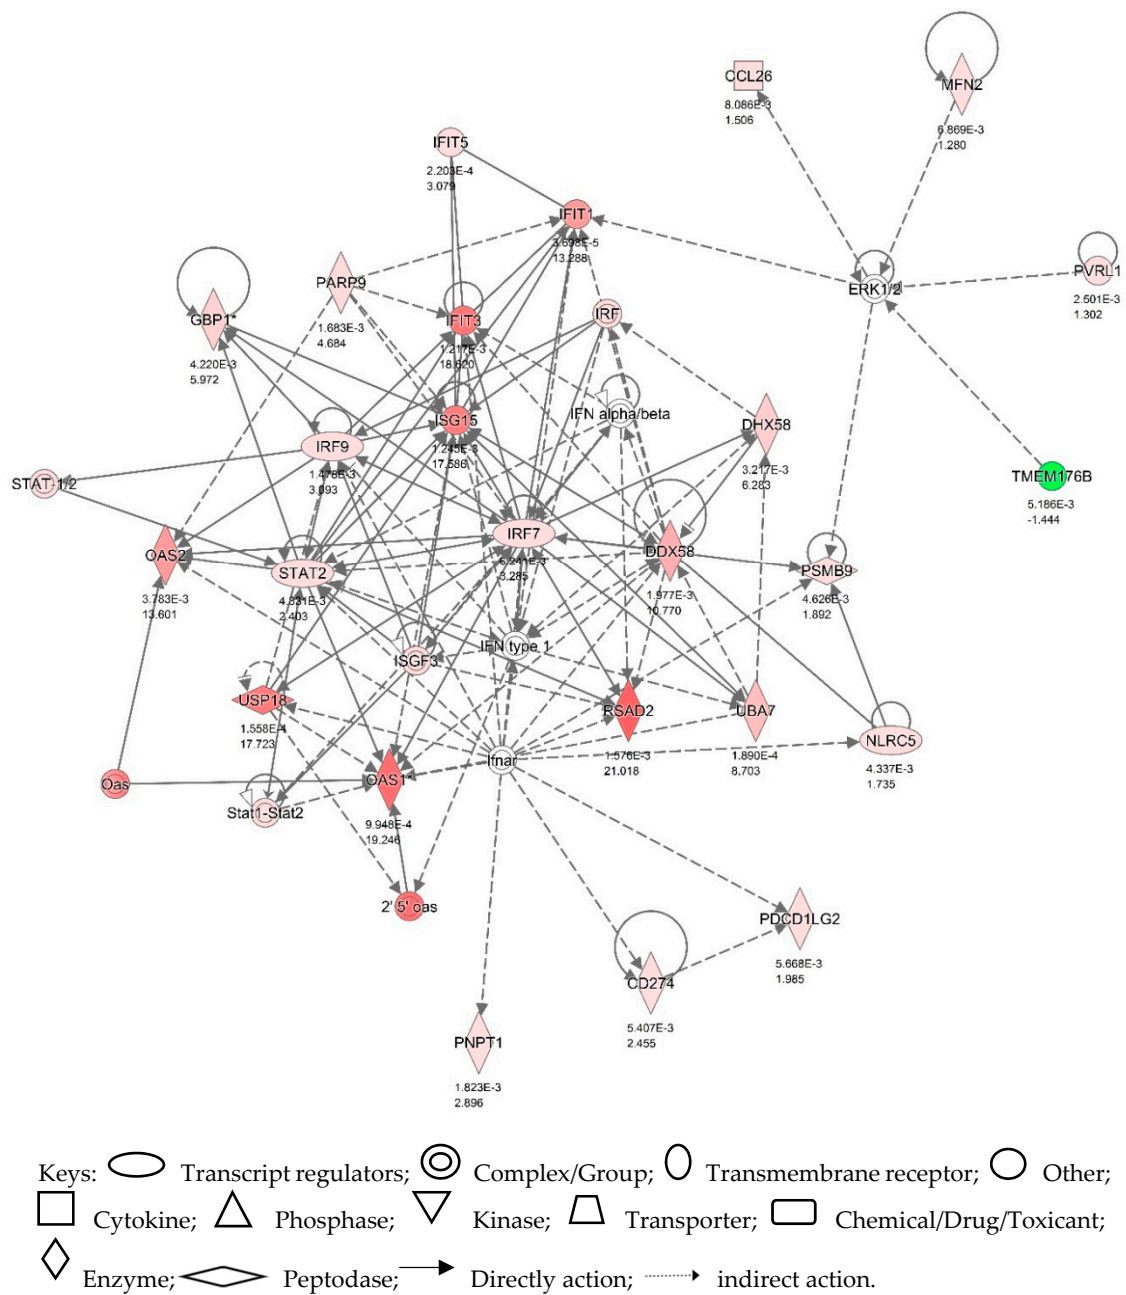 CCL26
8.086E-3
1.506
MFN2
6.869E-3
1.280
IFIT5
2.203E-4
3.079
IFIT1
3.698E-5
13.288
PARP9
1.683E-3
4.684
GBP1*
4.220E-3
5.972
IFIT3
1.217E-3
18.620
IRF
ERK1/2
PVRL1
2.501E-3
1.302
IFN alpha/beta
ISG15
1.245E-3
17.586
DHX58
3.217E-3
6.283
IRF9
1.478E-3
3.093
STAT-1/2
TMEM176B
5.186E-3
-1.444
IRF7
6.241E-3
3.285
OAS2
3.783E-3
13.601
STAT2
4.831E-3
2.403
DDX58
1.977E-3
10.770
PSMB9
4.626E-3
1.892
ISGF3
IFN type 1
USP18
1.558E-4
17.723
RSAD2
1.576E-3
21.018
UBA7
1.890E-4
8.703
NLRC5
4.337E-3
1.735
Ifnar
Oas
OAS1*
9.948E-4
19.246
Stat1-Stat2
2' 5' oas
PDCD1LG2
5.668E-3
1.985
CD274
5.407E-3
2.455
PNPT1
1.823E-3
2.896
Keys: Transcript regulators; Complex/Group; Transmembrane receptor; Other;
Cytokine; Phosphase; Kinase; Transporter; Chemical/Drug/Toxicant;
Enzyme; Peptodase; Directly action; indirect action.